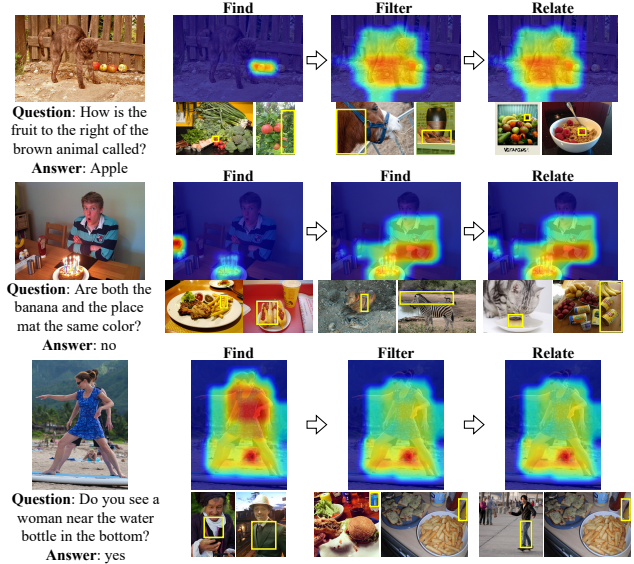 Find Filter Relate
Question: How is the
fruit to the right of the
brown animal called?
Answer: Apple
Find Find Relate
Question: Are both the
banana and the place
mat the same color?
Answer: no
Find Filter Relate
Question: Do you see a
woman near the water
bottle in the bottom?
Answer: yes